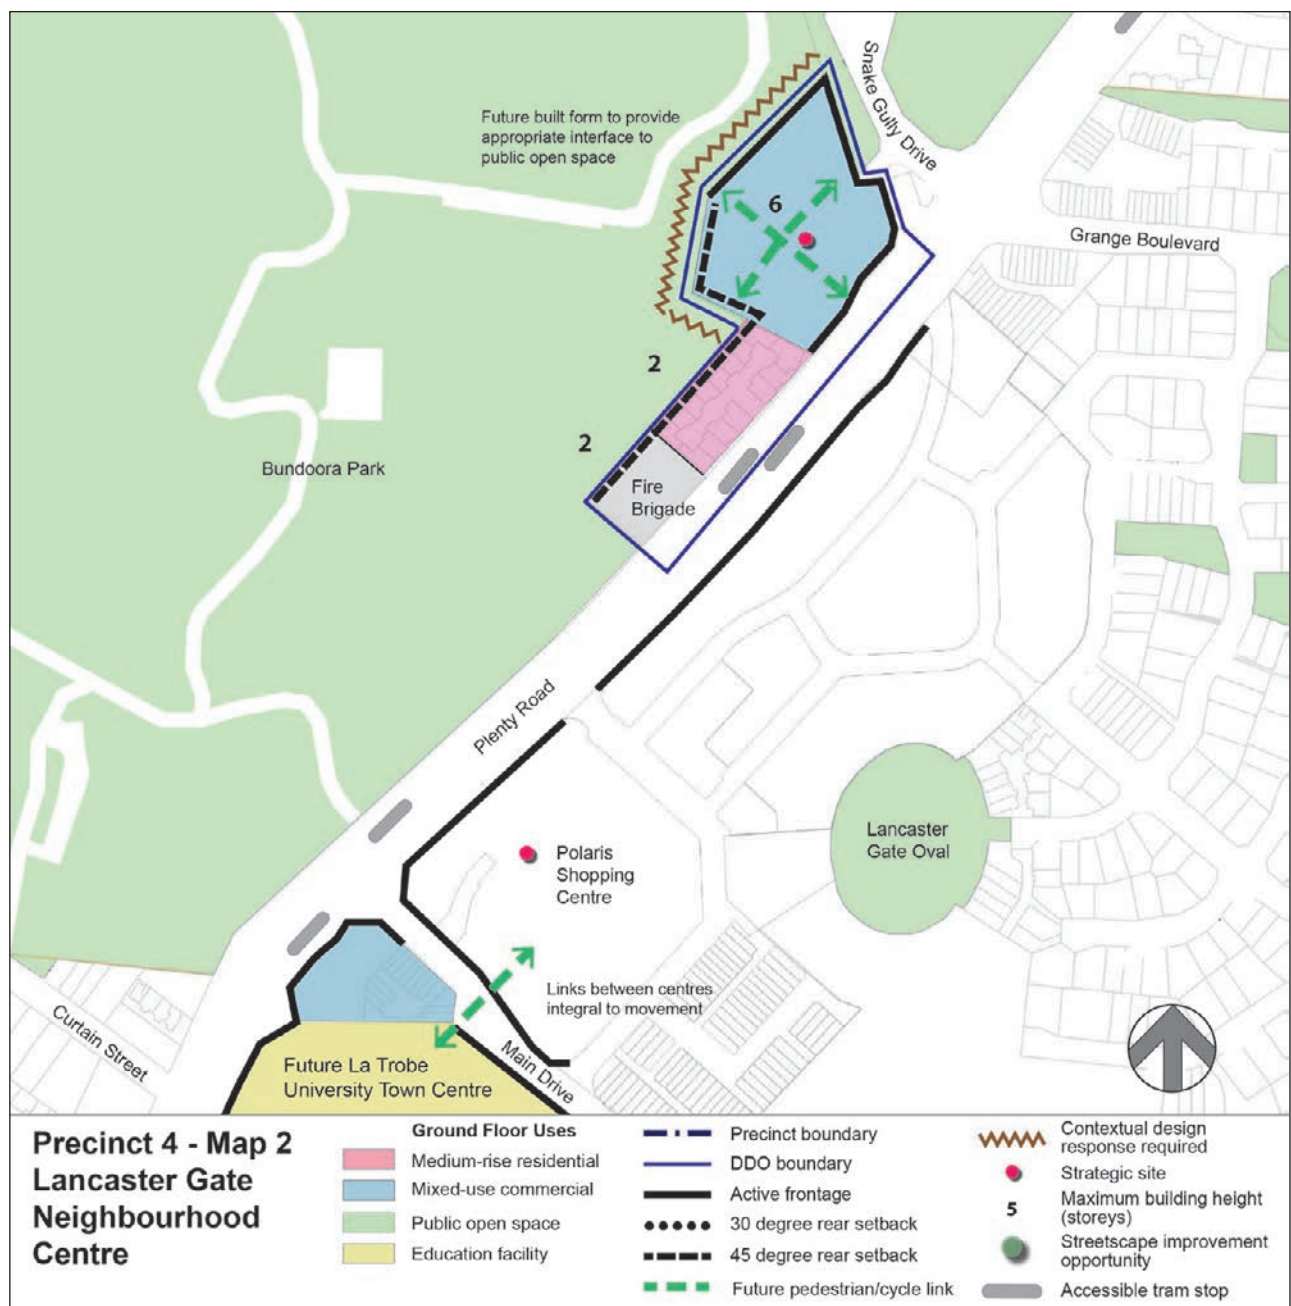 Snake Gully Drive
Future built form to provide
appropriate interface to
public open space
6
Grange Boulevard
2
2
Bundoora Park
Fire
Brigade
Plenty Road
Lancaster
Gate Oval
Polaris
Shopping
Centre
Links between centres
integral to movement
Curtain Street
Main Drive
Future La Trobe
University Town Centre
Precinct 4 - Map 2
Lancaster Gate
Neighbourhood
Centre
Ground Floor Uses
Medium-rise residential
Mixed-use commercial
Public open space
Education facility
Precinct boundary
DDO boundary
Active frontage
30 degree rear setback
45 degree rear setback
Future pedestrian/cycle link
Contextual design
response required
Strategic site
5
Maximum building height
(storeys)
Streetscape improvement
opportunity
Accessible tram stop